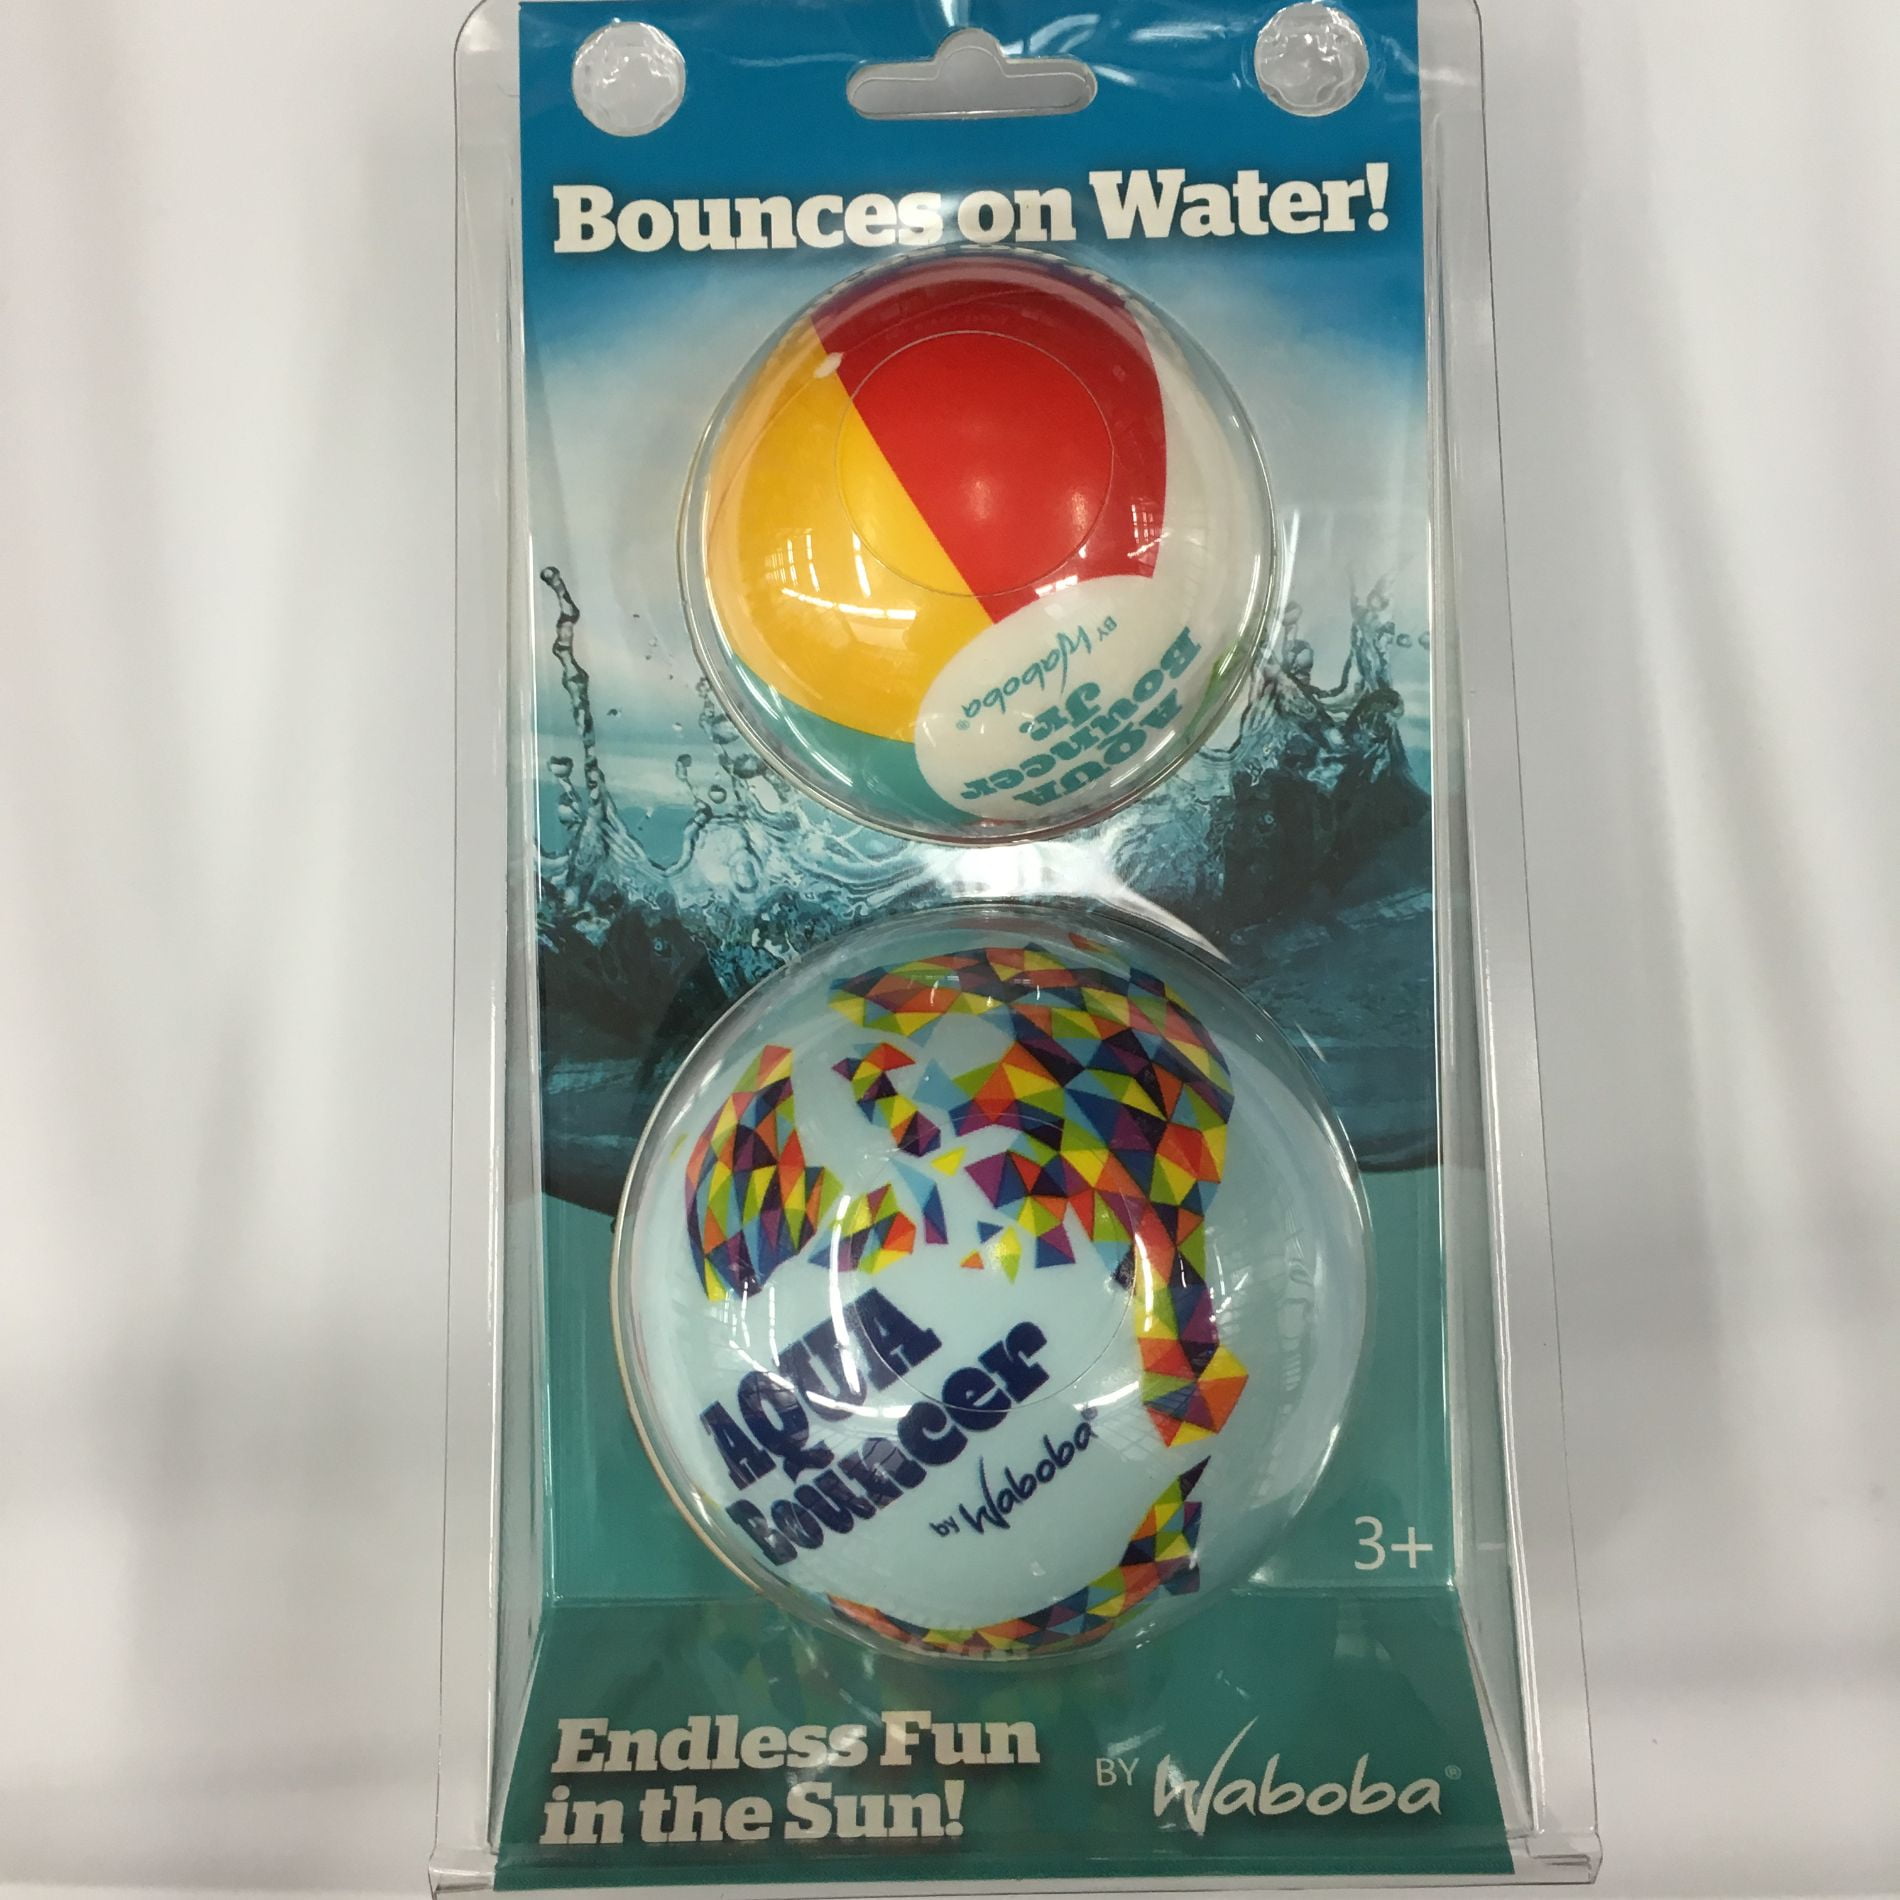 Bounces on Water!
AQUA
Bouncer
Jr.
BY Waboba®
AQUA
Bouncer
by Waboba®
3+
Endless Fun
in the Sun!
BY Waboba®